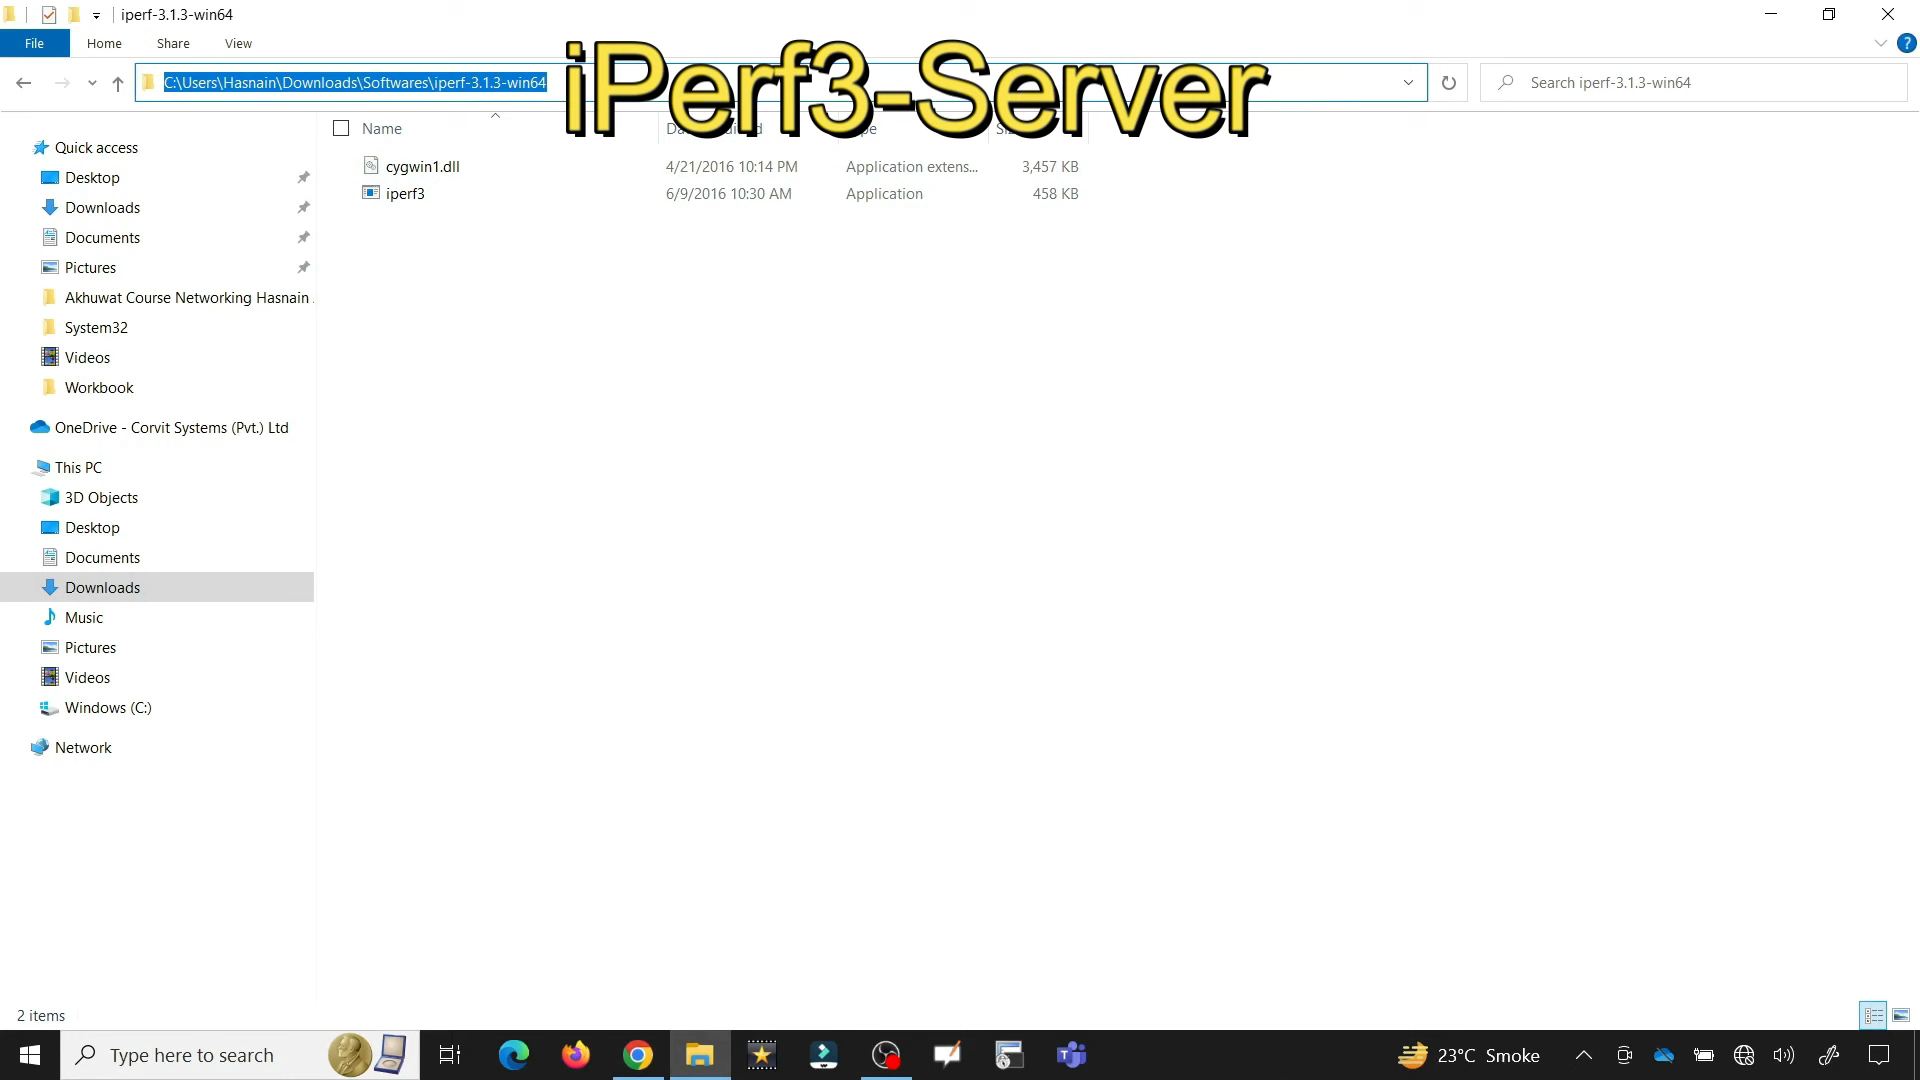 iperf-3.1.3-win64
File Home Share View
iPerf3-Server
C:\Users\Hasnain\Downloads\Softwares\iperf-3.1.3-win64
Search iperf-3.1.3-win64
Name
cygwin1.dll 4/21/2016 10:14 PM Application extens... 3,457 KB
iperf3 6/9/2016 10:30 AM Application 458 KB
Quick access
Desktop
Downloads
Documents
Pictures
Akhuwat Course Networking Hasnain
System32
Videos
Workbook
OneDrive - Corvit Systems (Pvt.) Ltd
This PC
3D Objects
Desktop
Documents
Downloads
Music
Pictures
Videos
Windows (C:)
Network
2 items
Type here to search
23°C Smoke